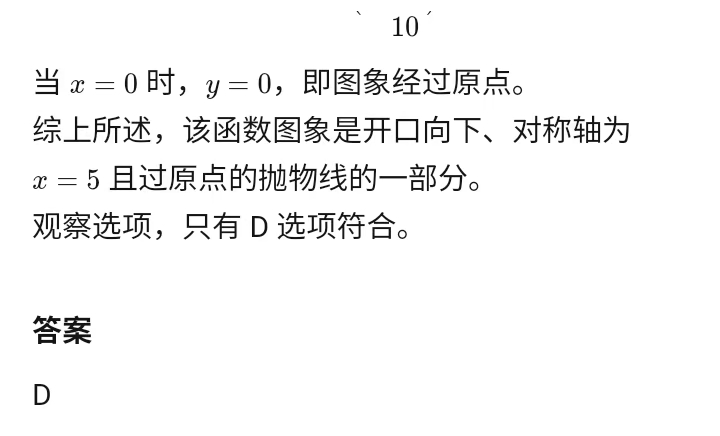 10
当 x = 0 时，y = 0，即图象经过原点。
综上所述，该函数图象是开口向下、对称轴为
x = 5 且过原点的抛物线的一部分。
观察选项，只有 D 选项符合。
答案
D